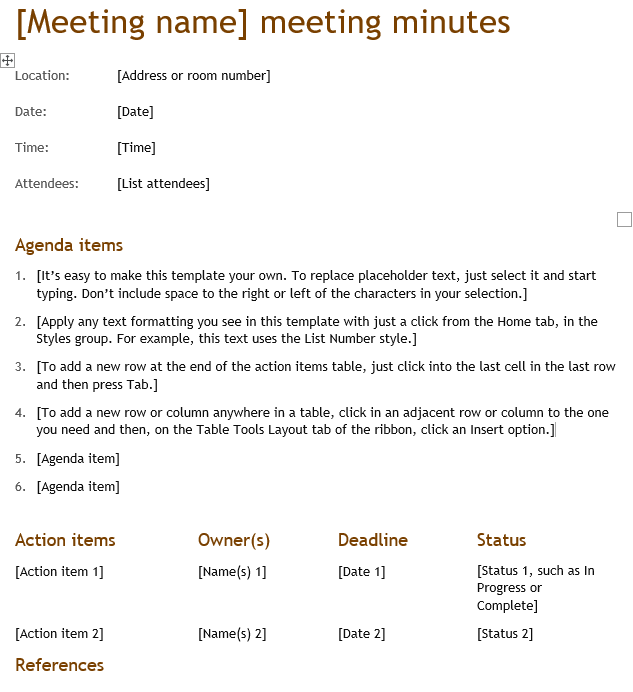 [Meeting name] meeting minutes
Location: [Address or room number]
Date: [Date]
Time: [Time]
Attendees: [List attendees]
Agenda items
1. [It’s easy to make this template your own. To replace placeholder text, just select it and start
typing. Don’t include space to the right or left of the characters in your selection.]
2. [Apply any text formatting you see in this template with just a click from the Home tab, in the
Styles group. For example, this text uses the List Number style.]
3. [To add a new row at the end of the action items table, just click into the last cell in the last row
and then press Tab.]
4. [To add a new row or column anywhere in a table, click in an adjacent row or column to the one
you need and then, on the Table Tools Layout tab of the ribbon, click an Insert option.]
5. [Agenda item]
6. [Agenda item]
Action items Owner(s) Deadline Status
[Action item 1] [Name(s) 1] [Date 1] [Status 1, such as In
Progress or
Complete]
[Action item 2] [Name(s) 2] [Date 2] [Status 2]
References